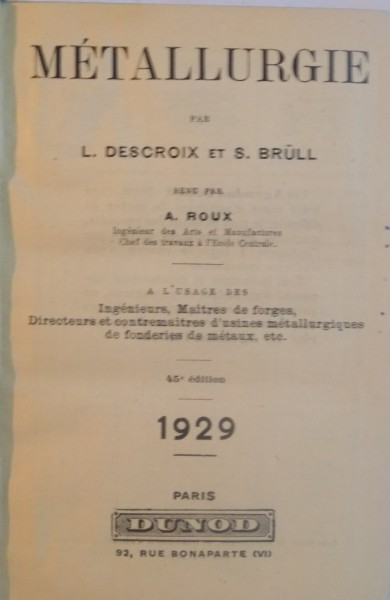 MÉTALLURGIE
PAR
L. DESCROIX ET S. BRÜLL
REVU PAR
A. ROUX
Ingénieur des Arts et Manufactures
Chef des travaux à l'Ecole Centrale.
A L'USAGE DES
Ingénieurs, Maîtres de forges,
Directeurs et contremaîtres d'usines métallurgiques
de fonderies de métaux, etc.
45e édition
1929
PARIS
DUNOD
92, RUE BONAPARTE (VI)